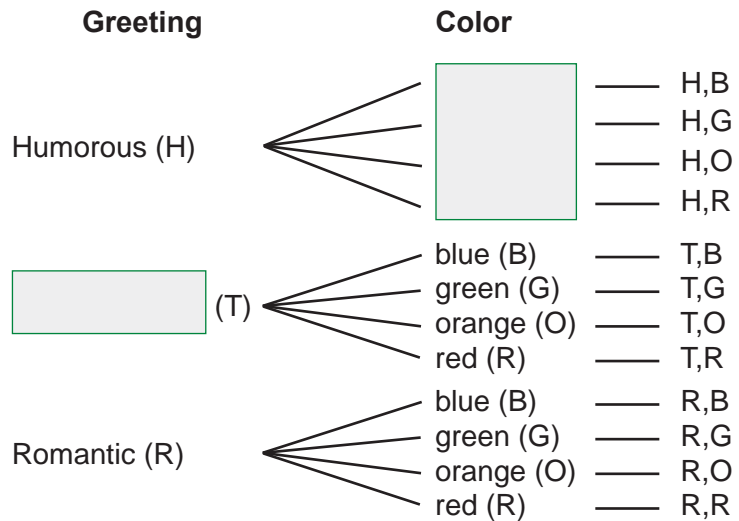 Greeting Color
H,B
H,G
Humorous (H)
H,O
H,R
blue (B) T,B
green (G) T,G
(T)
orange (O) T,O
red (R) T,R
blue (B) R,B
green (G) R,G
Romantic (R)
orange (O) R,O
red (R) R,R